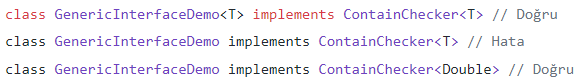 class GenericInterfaceDemo<T> implements ContainChecker<T> // Doğru
class GenericInterfaceDemo implements ContainChecker<T> // Hata
class GenericInterfaceDemo implements ContainChecker<Double> // Doğru